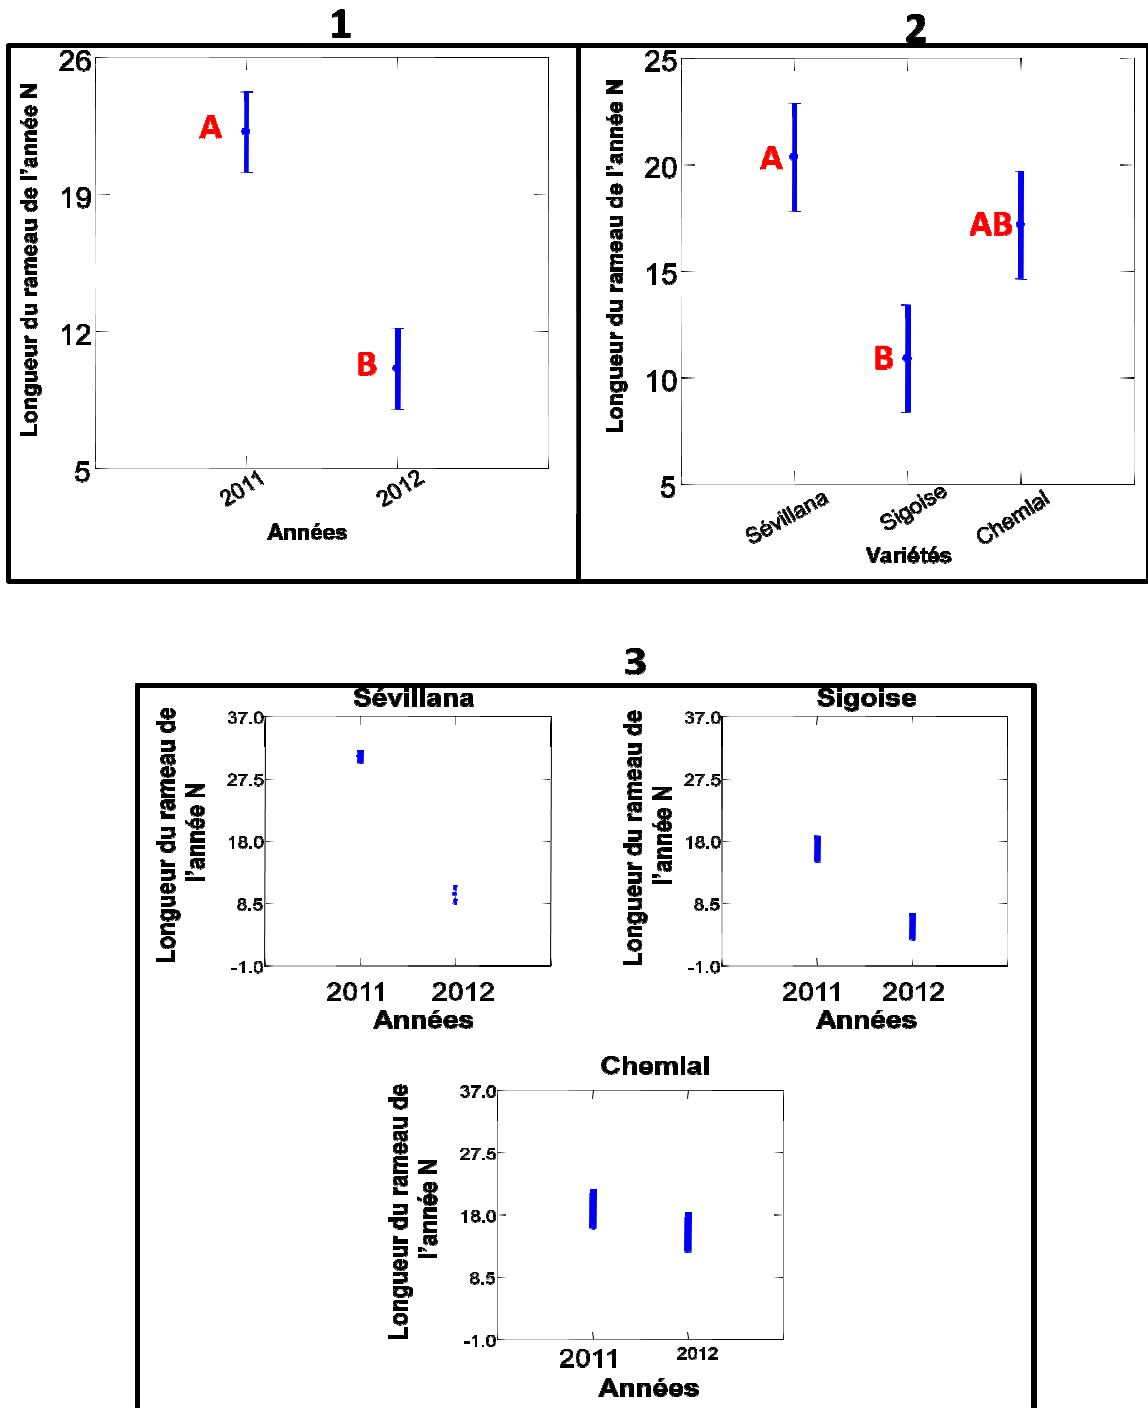 1
26
19
12
5
Longueur du rameau de l'année N
A
B
2011
2012
Années
2
25
20
15
10
5
Longueur du rameau de l'année N
A
B
AB
Sévillana
Sigoise
Chemlal
Variétés
3
Sévillana
37.0
27.5
18.0
8.5
-1.0
Longueur du rameau de
l'année N
2011
2012
Années
Sigoise
37.0
27.5
18.0
8.5
-1.0
Longueur du rameau de
l'année N
2011
2012
Années
Chemlal
37.0
27.5
18.0
8.5
-1.0
Longueur du rameau de
l'année N
2011
2012
Années